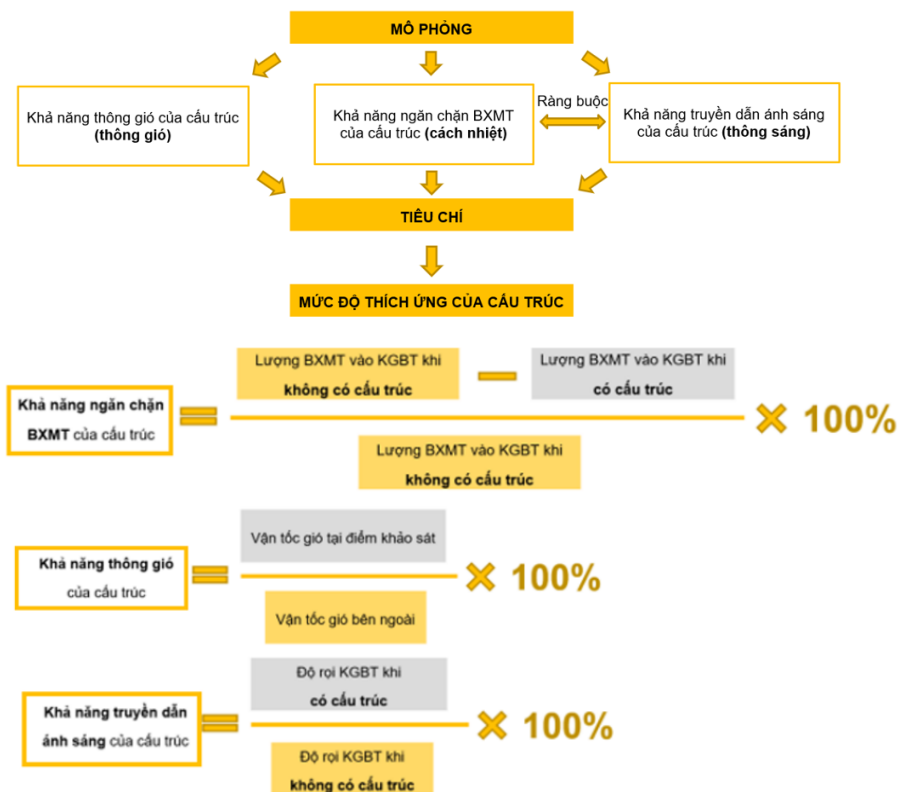 MÔ PHỎNG
Khả năng thông gió của cấu trúc
(thông gió)
Khả năng ngăn chặn BXMT
của cấu trúc (cách nhiệt)
Ràng buộc
Khả năng truyền dẫn ánh sáng
của cấu trúc (thông sáng)
TIÊU CHÍ
MỨC ĐỘ THÍCH ỨNG CỦA CẤU TRÚC
Khả năng ngăn chặn
BXMT của cấu trúc
=
Lượng BXMT vào KGBT khi
không có cấu trúc
−
Lượng BXMT vào KGBT khi
có cấu trúc
Lượng BXMT vào KGBT khi
không có cấu trúc
× 100%
Khả năng thông gió
của cấu trúc
=
Vận tốc gió tại điểm khảo sát
Vận tốc gió bên ngoài
× 100%
Khả năng truyền dẫn
ánh sáng của cấu trúc
=
Độ rọi KGBT khi
có cấu trúc
Độ rọi KGBT khi
không có cấu trúc
× 100%